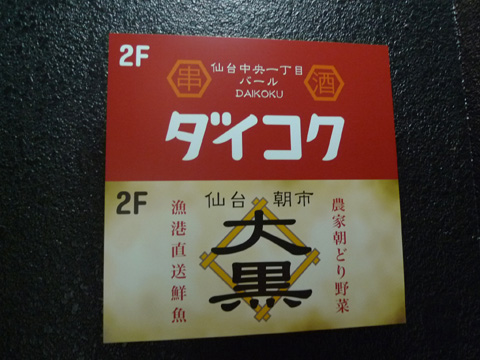 2F
仙台中央一丁目
串
バール
酒
DAIKOKU
ダイコク
2F
仙台 朝市
農家朝どり野菜
大黒
漁港直送鮮魚